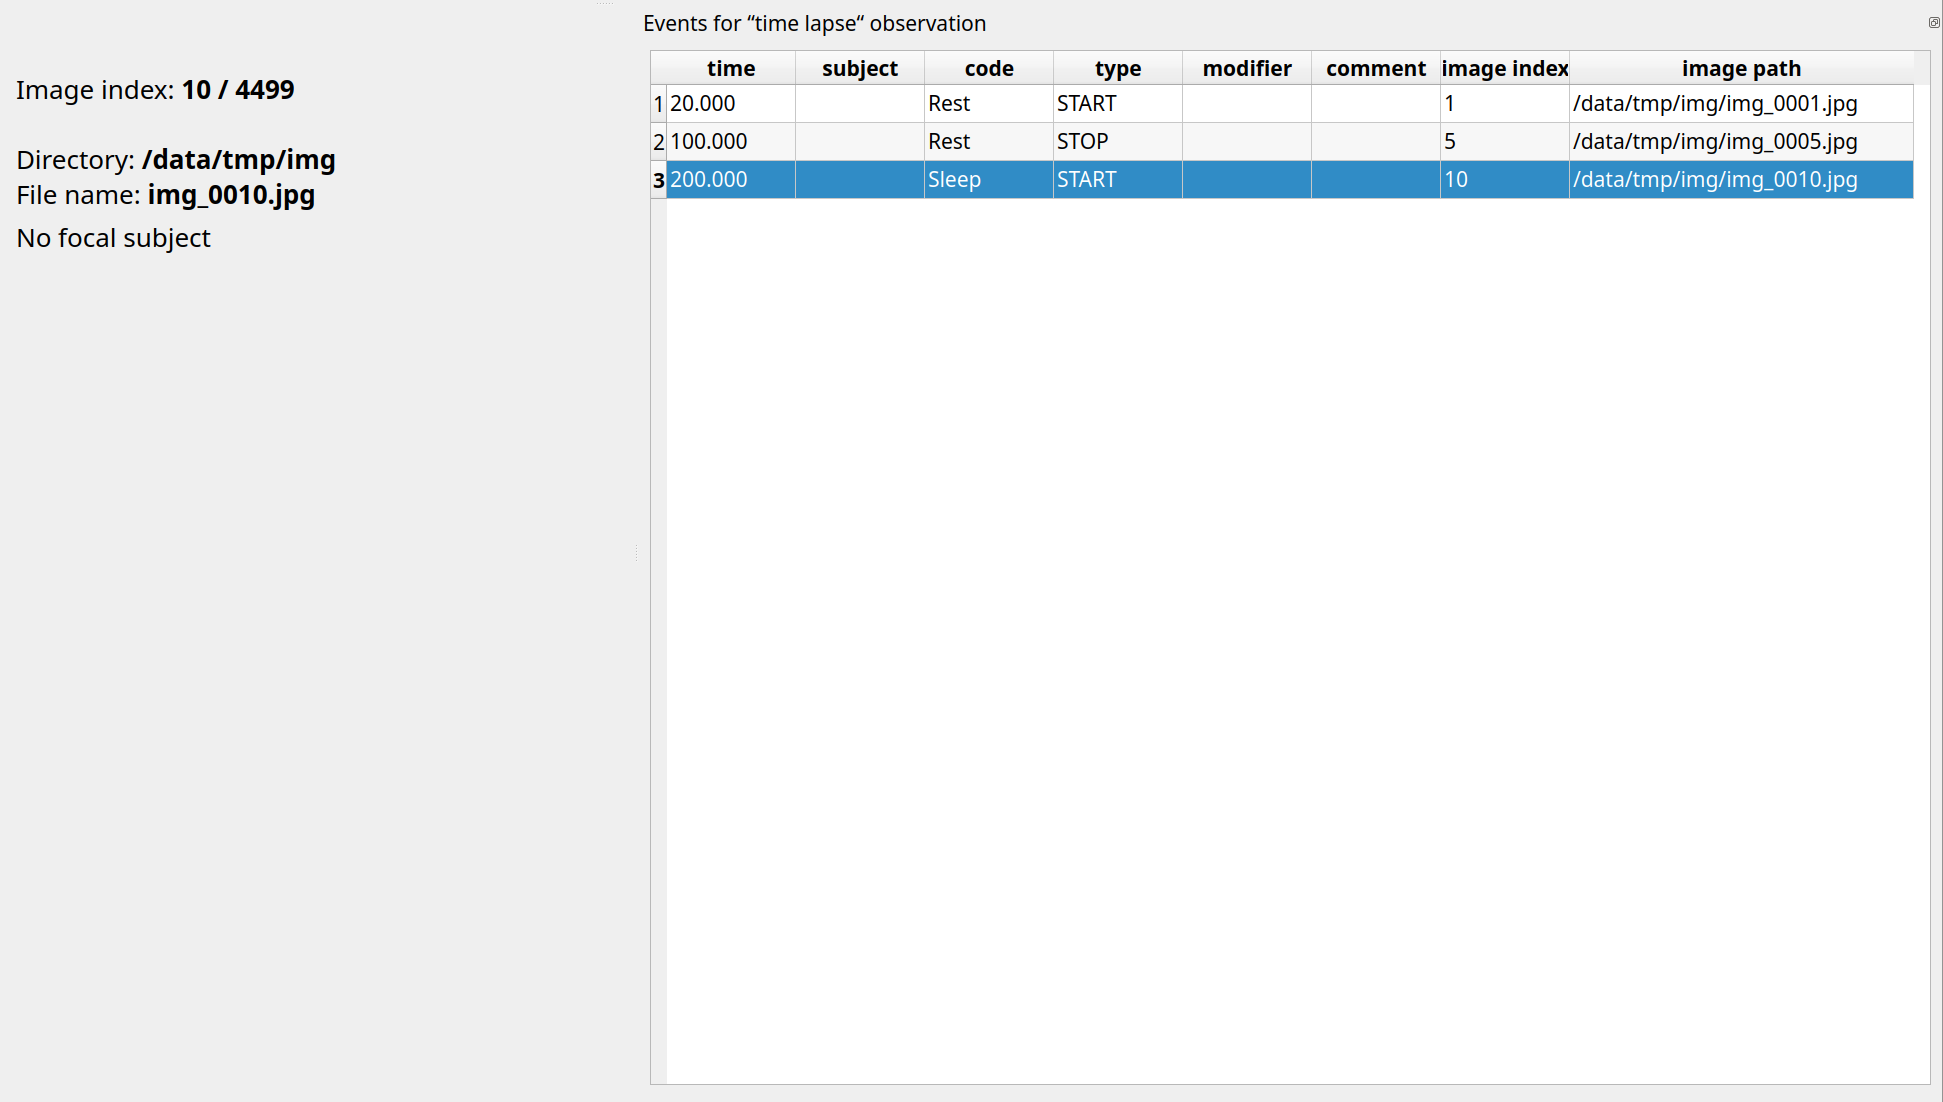 Events for “time lapse“ observation
Image index: 10 / 4499
Directory: /data/tmp/img
File name: img_0010.jpg
No focal subject
time subject code type modifier comment image index image path
1 20.000 Rest START 1 /data/tmp/img/img_0001.jpg
2 100.000 Rest STOP 5 /data/tmp/img/img_0005.jpg
3 200.000 Sleep START 10 /data/tmp/img/img_0010.jpg